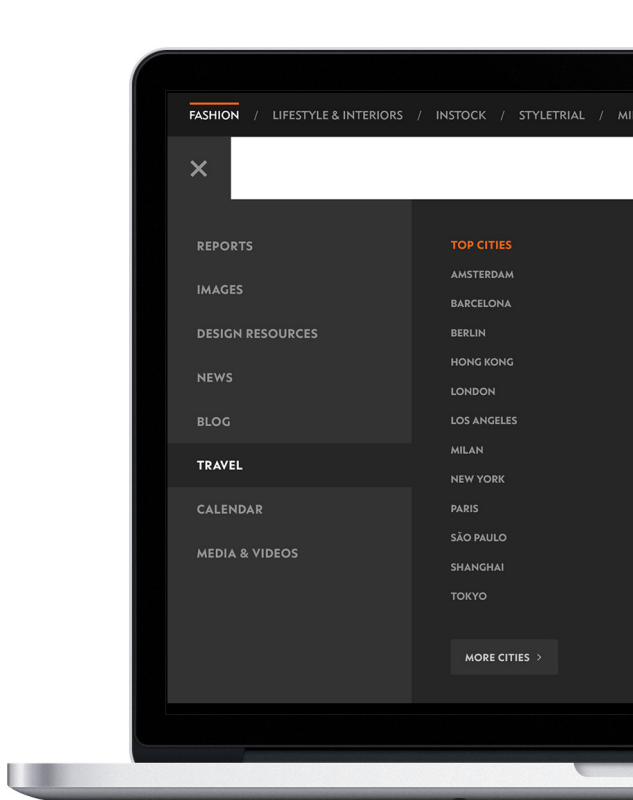 FASHION / LIFESTYLE & INTERIORS / INSTOCK / STYLETRIAL /
REPORTS
IMAGES
DESIGN RESOURCES
NEWS
BLOG
TRAVEL
CALENDAR
MEDIA & VIDEOS
TOP CITIES
AMSTERDAM
BARCELONA
BERLIN
HONG KONG
LONDON
LOS ANGELES
MILAN
NEW YORK
PARIS
SÃO PAULO
SHANGHAI
TOKYO
MORE CITIES >